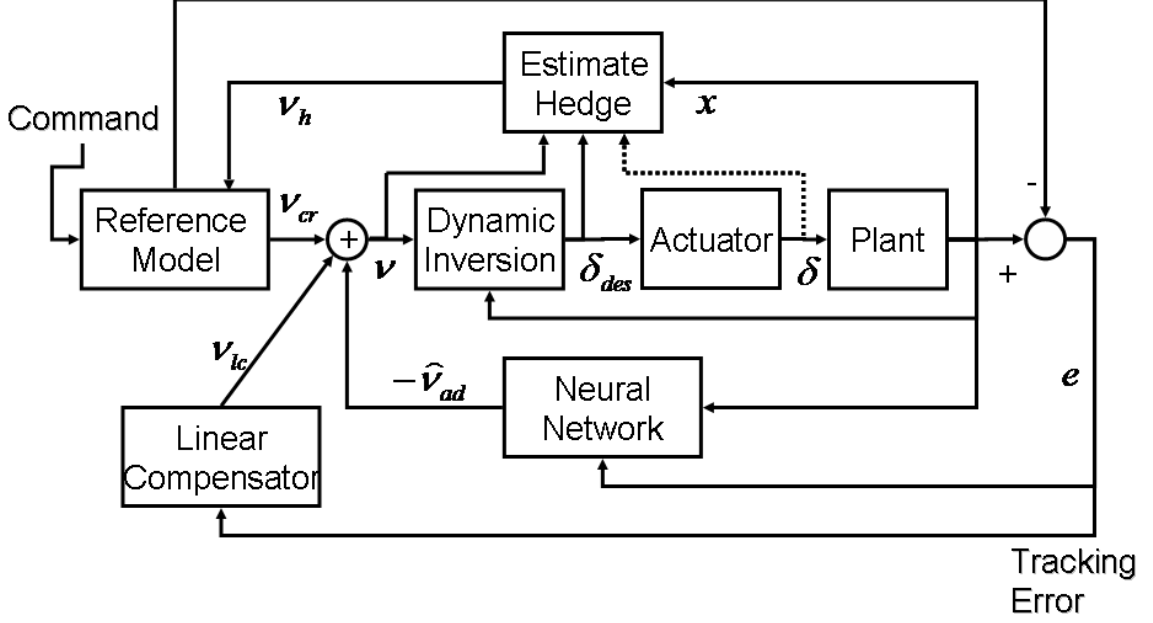 Estimate
Hedge
ν_h
x
Command
-
Reference
Model
ν_cr
+
ν
Dynamic
Inversion
δ_des
Actuator
δ
Plant
+
ν_lc
-ν̂_ad
Neural
Network
e
Linear
Compensator
Tracking
Error